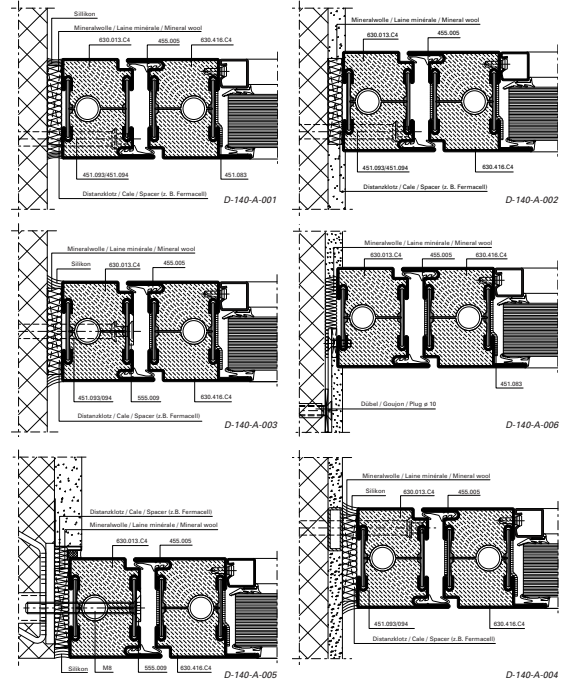 Sillikon
Mineralwolle / Laine minérale / Mineral wool
630.013.C4
455.005
630.416.C4
451.093/451.094
451.083
Distanzklotz / Cale / Spacer (z. B. Fermacell)
D-140-A-001
Mineralwolle / Laine minérale / Mineral wool
455.005
630.013.C4
451.093/451.094
630.416.C4
Distanzklotz / Cale / Spacer (z. B. Fermacell)
D-140-A-002
Mineralwolle / Laine minérale / Mineral wool
Silikon
630.013.C4
455.005
451.093/094
555.009
630.416.C4
Distanzklotz / Cale / Spacer (z.B. Fermacell)
D-140-A-003
Mineralwolle / Laine minérale / Mineral wool
630.013.C4
455.005
630.416.C4
451.083
Dübel / Goujon / Plug ø 10
D-140-A-006
Distanzklotz / Cale / Spacer (z.B. Fermacell)
Mineralwolle / Laine minérale / Mineral wool
630.013.C4
455.005
Silikon
M8
555.009
630.416.C4
D-140-A-005
Mineralwolle / Laine minérale / Mineral wool
Silikon
630.013.C4
455.005
451.093/094
630.416.C4
Distanzklotz / Cale / Spacer (z.B. Fermacell)
D-140-A-004